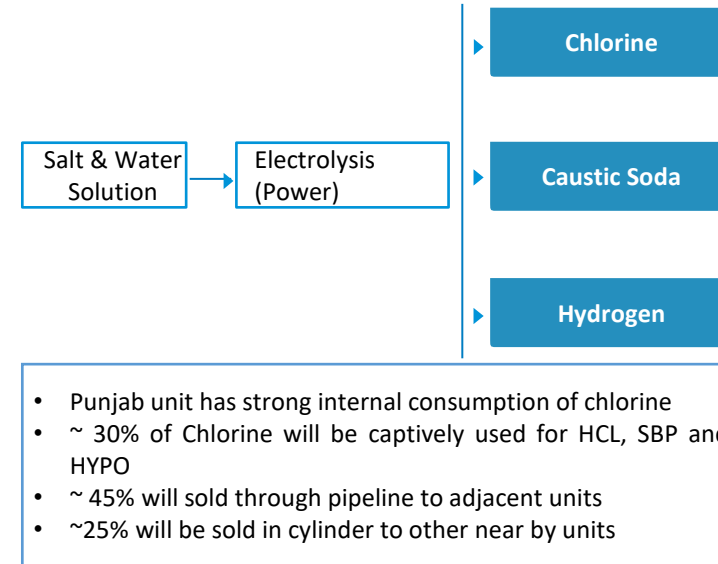 Chlorine
Salt & Water
Solution
Electrolysis
(Power)
Caustic Soda
Hydrogen
• Punjab unit has strong internal consumption of chlorine
• ~ 30% of Chlorine will be captively used for HCL, SBP and
HYPO
• ~ 45% will sold through pipeline to adjacent units
• ~25% will be sold in cylinder to other near by units